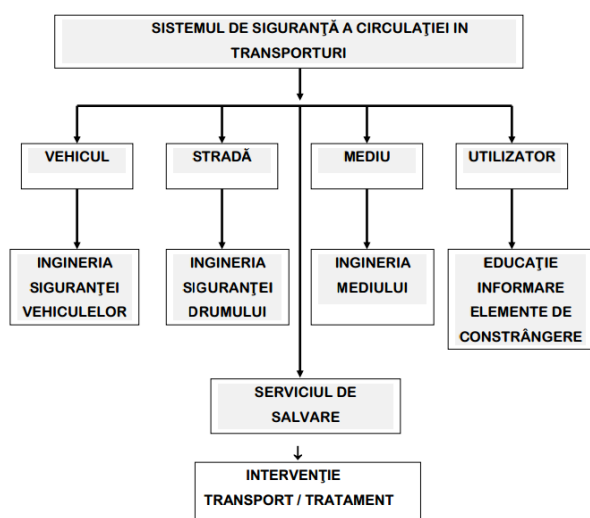 SISTEMUL DE SIGURANŢĂ A CIRCULAŢIEI IN
TRANSPORTURI
VEHICUL
STRADĂ
MEDIU
UTILIZATOR
INGINERIA
SIGURANŢEI
VEHICULELOR
INGINERIA
SIGURANŢEI
DRUMULUI
INGINERIA
MEDIULUI
EDUCAŢIE
INFORMARE
ELEMENTE DE
CONSTRÂNGERE
SERVICIUL DE
SALVARE
INTERVENŢIE
TRANSPORT / TRATAMENT